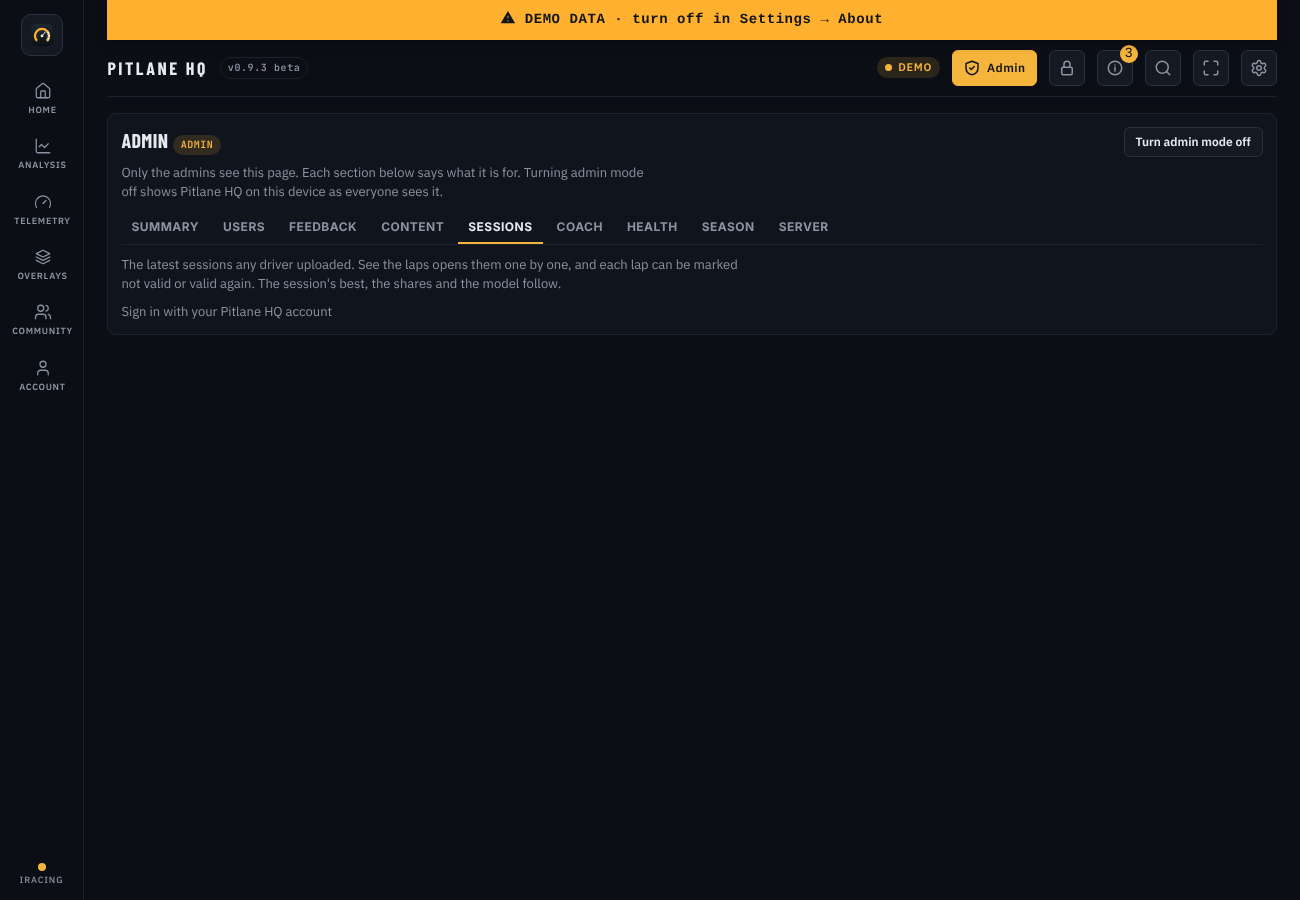 ⚠ DEMO DATA · turn off in Settings → About
PITLANE HQ
v0.9.3 beta
DEMO
Admin
3
HOME
ANALYSIS
TELEMETRY
OVERLAYS
COMMUNITY
ACCOUNT
IRACING
ADMIN ADMIN
Turn admin mode off
Only the admins see this page. Each section below says what it is for. Turning admin mode
off shows Pitlane HQ on this device as everyone sees it.
SUMMARY USERS FEEDBACK CONTENT SESSIONS COACH HEALTH SEASON SERVER
The latest sessions any driver uploaded. See the laps opens them one by one, and each lap can be marked
not valid or valid again. The session's best, the shares and the model follow.
Sign in with your Pitlane HQ account